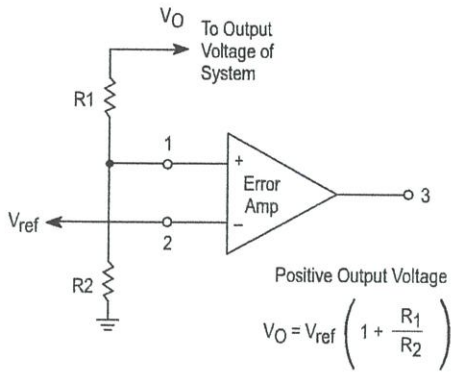 VO
To Output
Voltage of
System
R1
1
+
Error
Amp
3
Vref
−
2
R2
Positive Output Voltage
VO = Vref ( 1 + R1 / R2 )